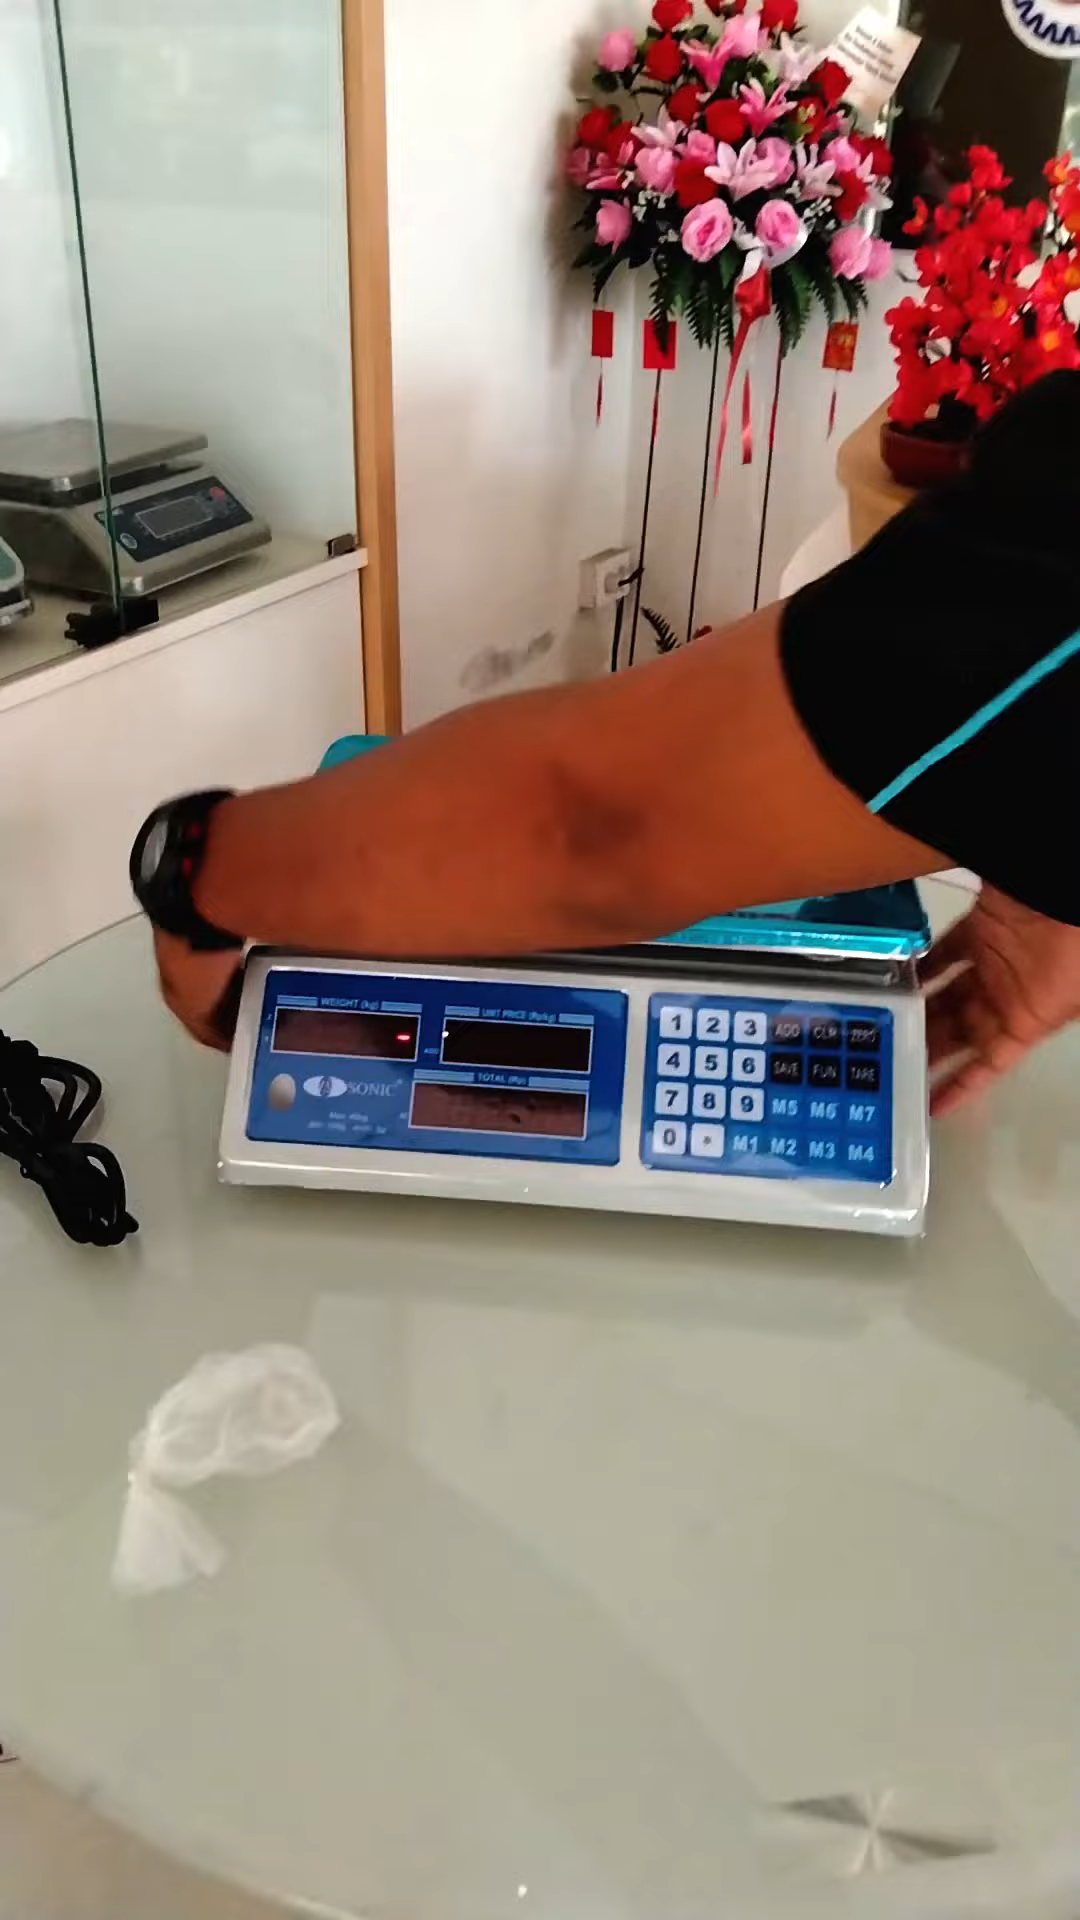 WEIGHT (kg)
UNIT PRICE (Rp/kg)
TOTAL (Rp)
SONIC
1 2 3 ADD CLR ZERO
4 5 6 SAVE FUN TARE
7 8 9 M5 M6 M7
0 * M1 M2 M3 M4